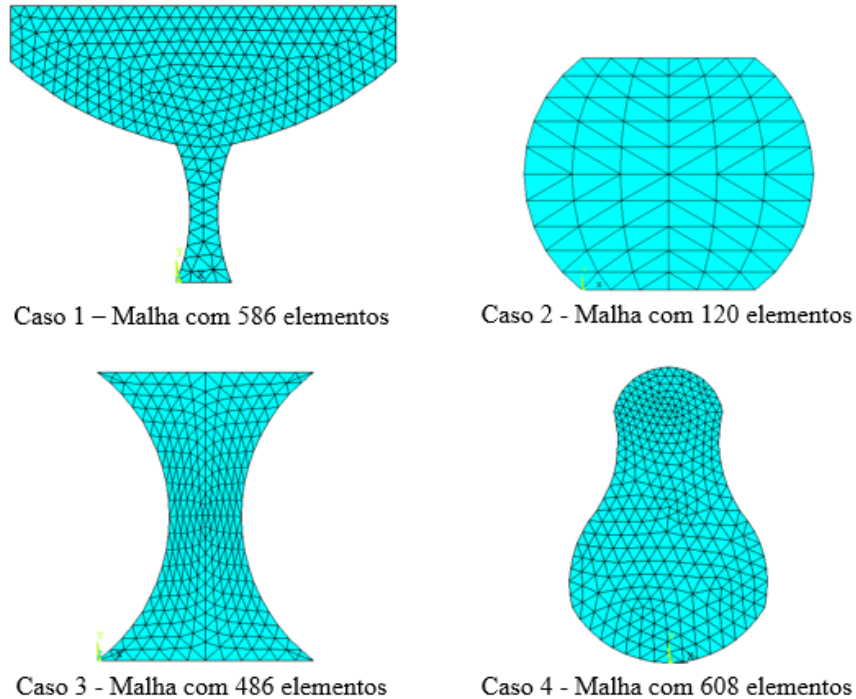 Caso 1 – Malha com 586 elementos
Caso 2 - Malha com 120 elementos
Caso 3 - Malha com 486 elementos
Caso 4 - Malha com 608 elementos